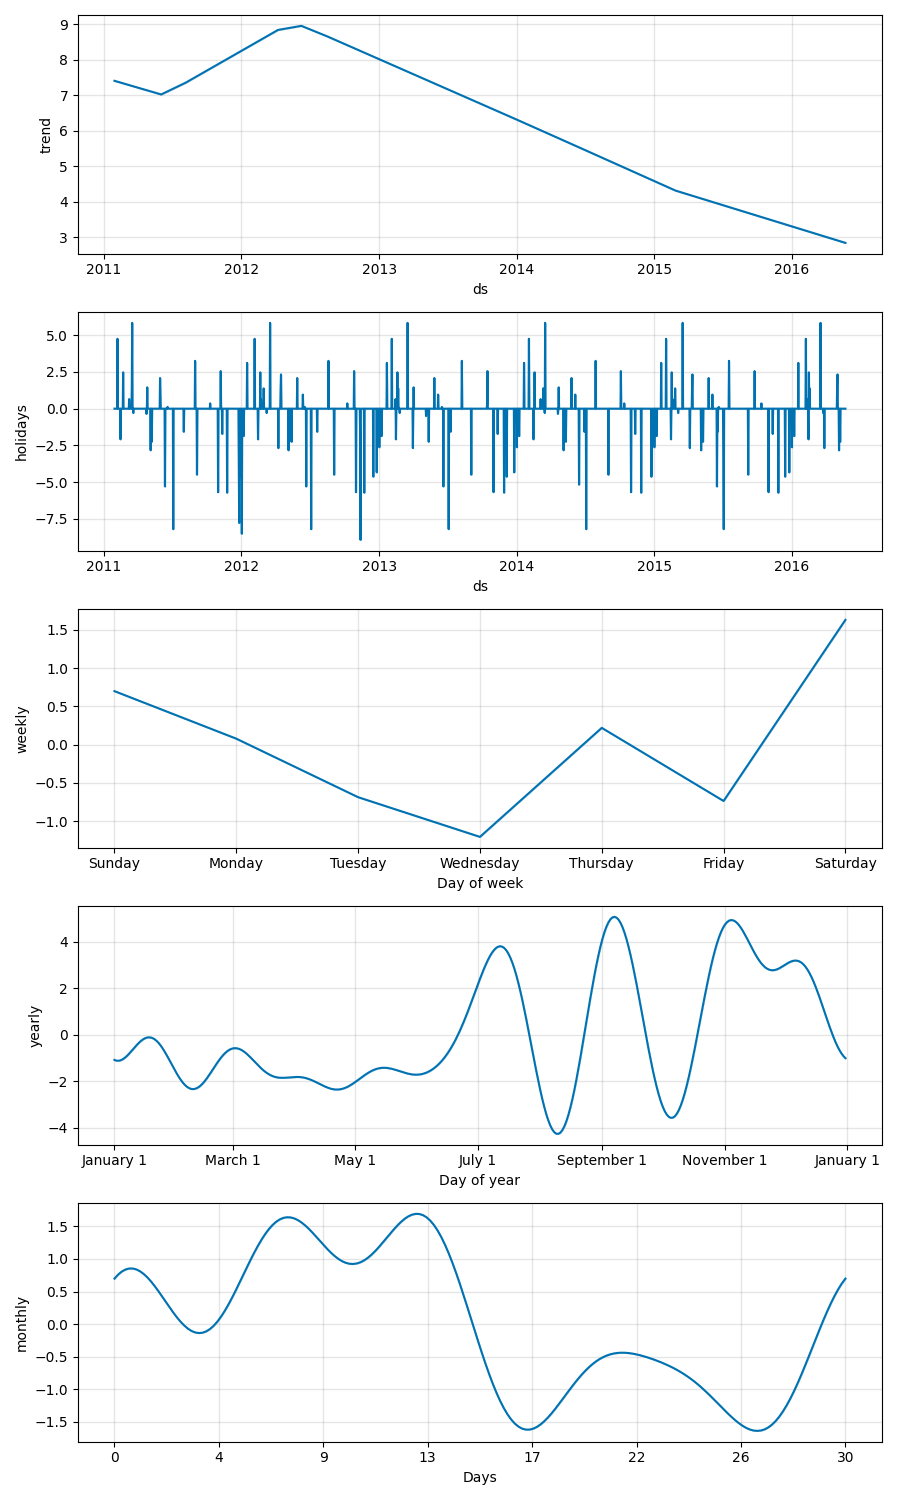 9
8
7
6
5
4
3
trend
2011 2012 2013 2014 2015 2016
ds
5.0
2.5
0.0
−2.5
−5.0
−7.5
holidays
2011 2012 2013 2014 2015 2016
ds
1.5
1.0
0.5
0.0
−0.5
−1.0
weekly
Sunday Monday Tuesday Wednesday Thursday Friday Saturday
Day of week
4
2
0
−2
−4
yearly
January 1 March 1 May 1 July 1 September 1 November 1 January 1
Day of year
1.5
1.0
0.5
0.0
−0.5
−1.0
−1.5
monthly
0 4 9 13 17 22 26 30
Days